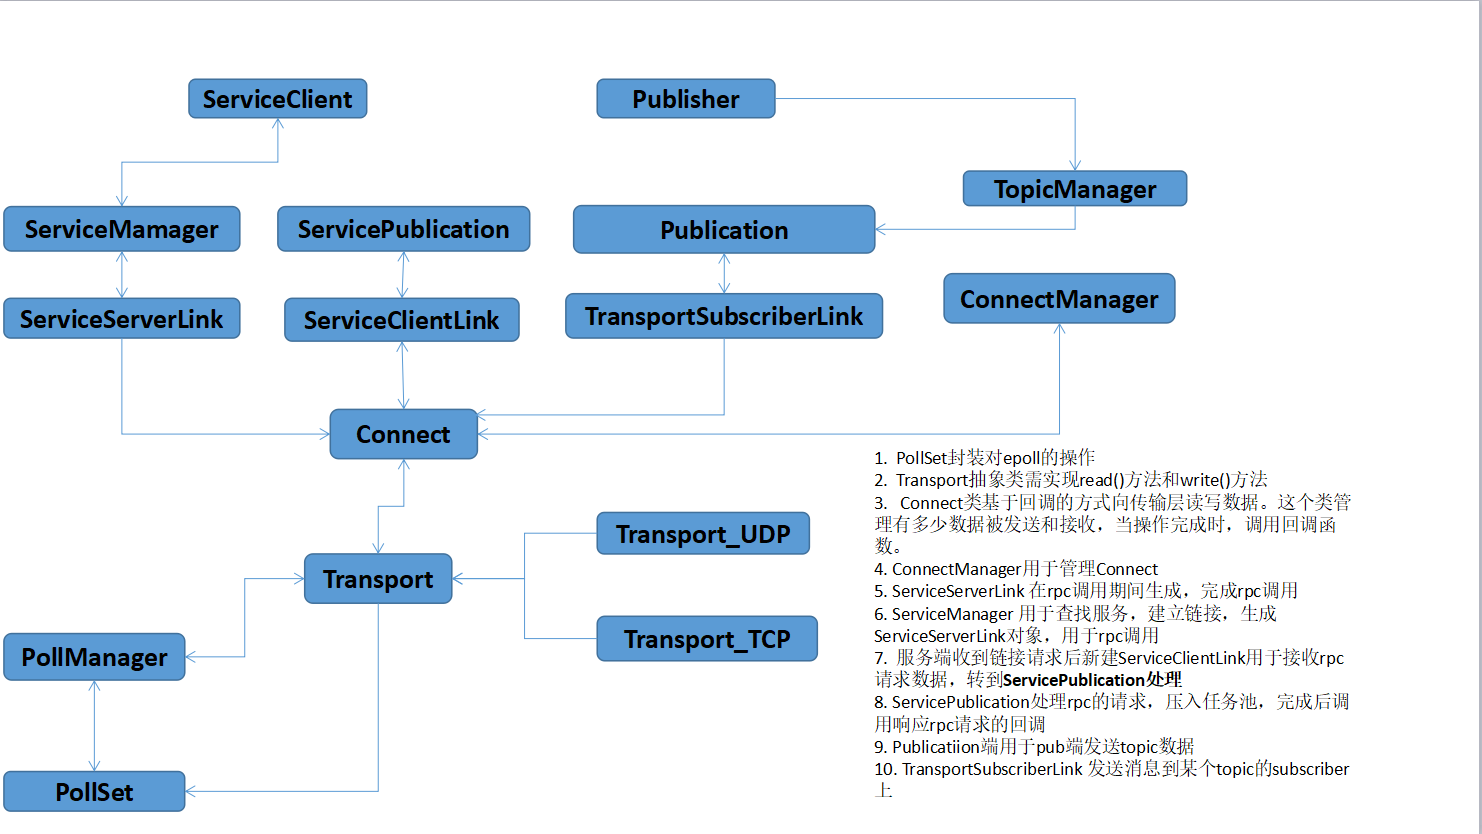 ServiceClient
Publisher
TopicManager
ServiceMamager
ServicePublication
Publication
ServiceServerLink
ServiceClientLink
TransportSubscriberLink
ConnectManager
Connect
Transport_UDP
Transport
Transport_TCP
PollManager
PollSet
1. PollSet封装对epoll的操作
2. Transport抽象类需实现read()方法和write()方法
3. Connect类基于回调的方式向传输层读写数据。这个类管
理有多少数据被发送和接收，当操作完成时，调用回调函
数。
4. ConnectManager用于管理Connect
5. ServiceServerLink 在rpc调用期间生成，完成rpc调用
6. ServiceManager 用于查找服务，建立链接，生成
ServiceServerLink对象，用于rpc调用
7. 服务端收到链接请求后新建ServiceClientLink用于接收rpc
请求数据，转到ServicePublication处理
8. ServicePublication处理rpc的请求，压入任务池，完成后调
用响应rpc请求的回调
9. Publicatiion端用于pub端发送topic数据
10. TransportSubscriberLink 发送消息到某个topic的subscriber
上